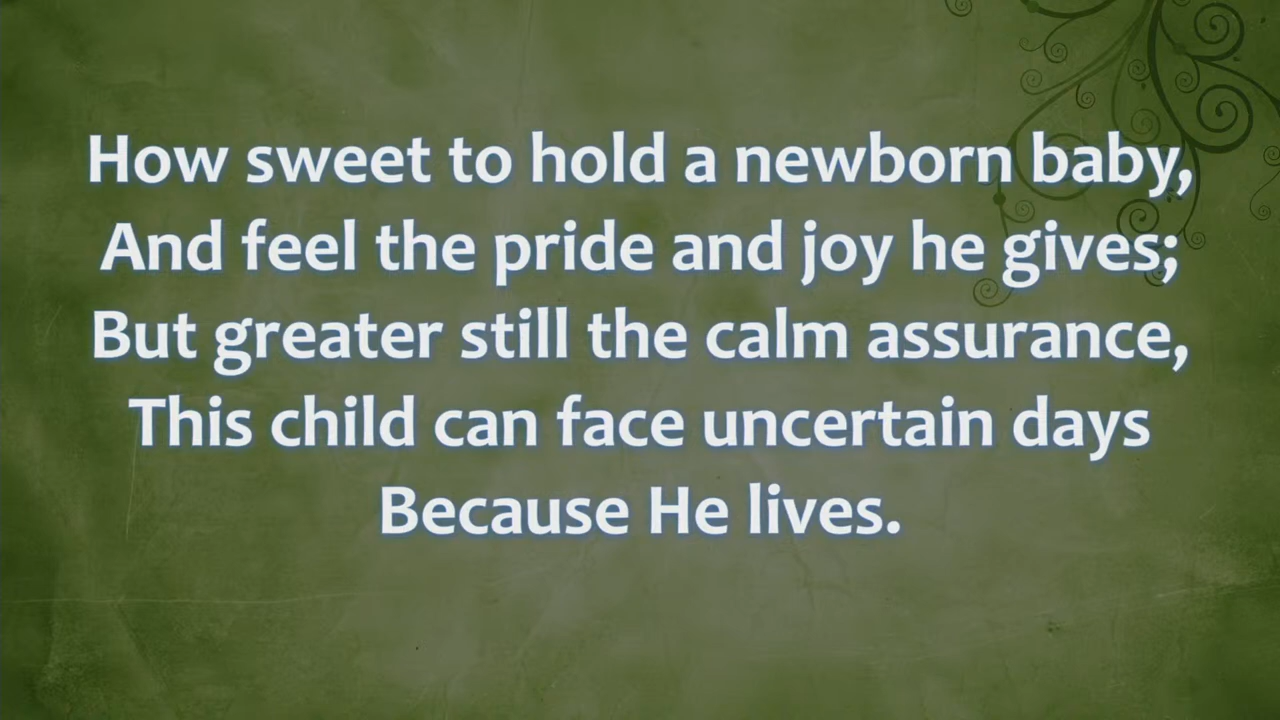 How sweet to hold a newborn baby,
And feel the pride and joy he gives;
But greater still the calm assurance,
This child can face uncertain days
Because He lives.